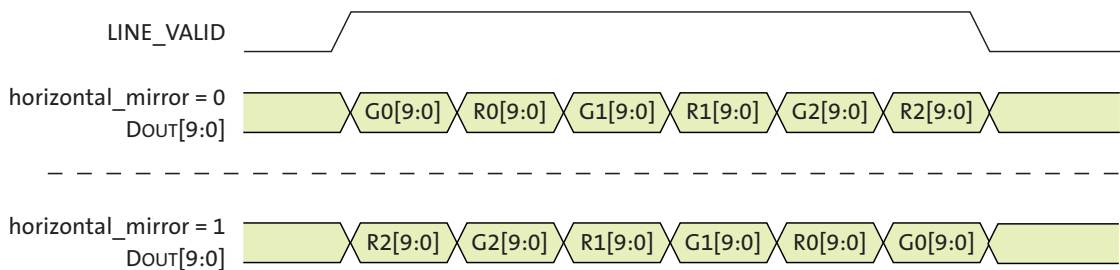 LINE_VALID
horizontal_mirror = 0
DOUT[9:0]
G0[9:0] R0[9:0] G1[9:0] R1[9:0] G2[9:0] R2[9:0]
horizontal_mirror = 1
DOUT[9:0]
R2[9:0] G2[9:0] R1[9:0] G1[9:0] R0[9:0] G0[9:0]